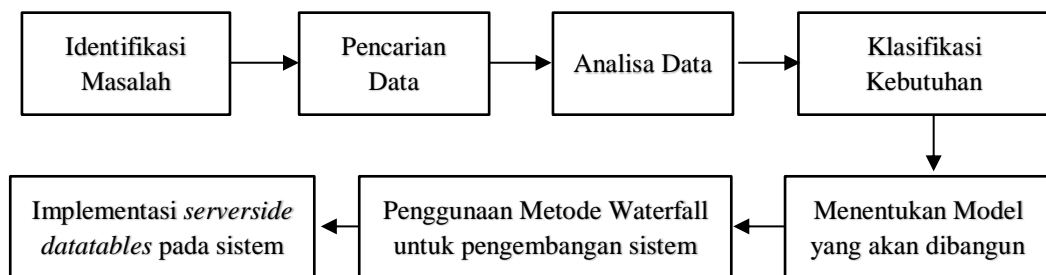 Identifikasi
Masalah
Pencarian
Data
Analisa Data
Klasifikasi
Kebutuhan
Menentukan Model
yang akan dibangun
Penggunaan Metode Waterfall
untuk pengembangan sistem
Implementasi serverside
datatables pada sistem